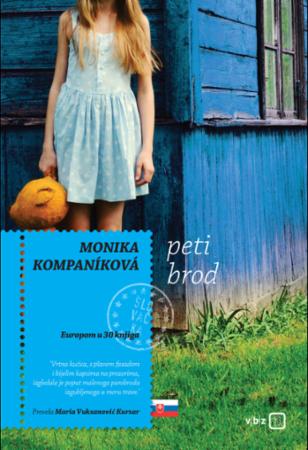 MONIKA
KOMPANÍKOVÁ
peti
brod
Europom u 30 knjiga
"Vrtna kućica, s plavom fasadom
i bijelim kapcima na prozorima,
izgledala je poput malenoga parobroda
izgubljenoga u moru trave."
Prevela Maria Vuksanović Kursar
v.b.z